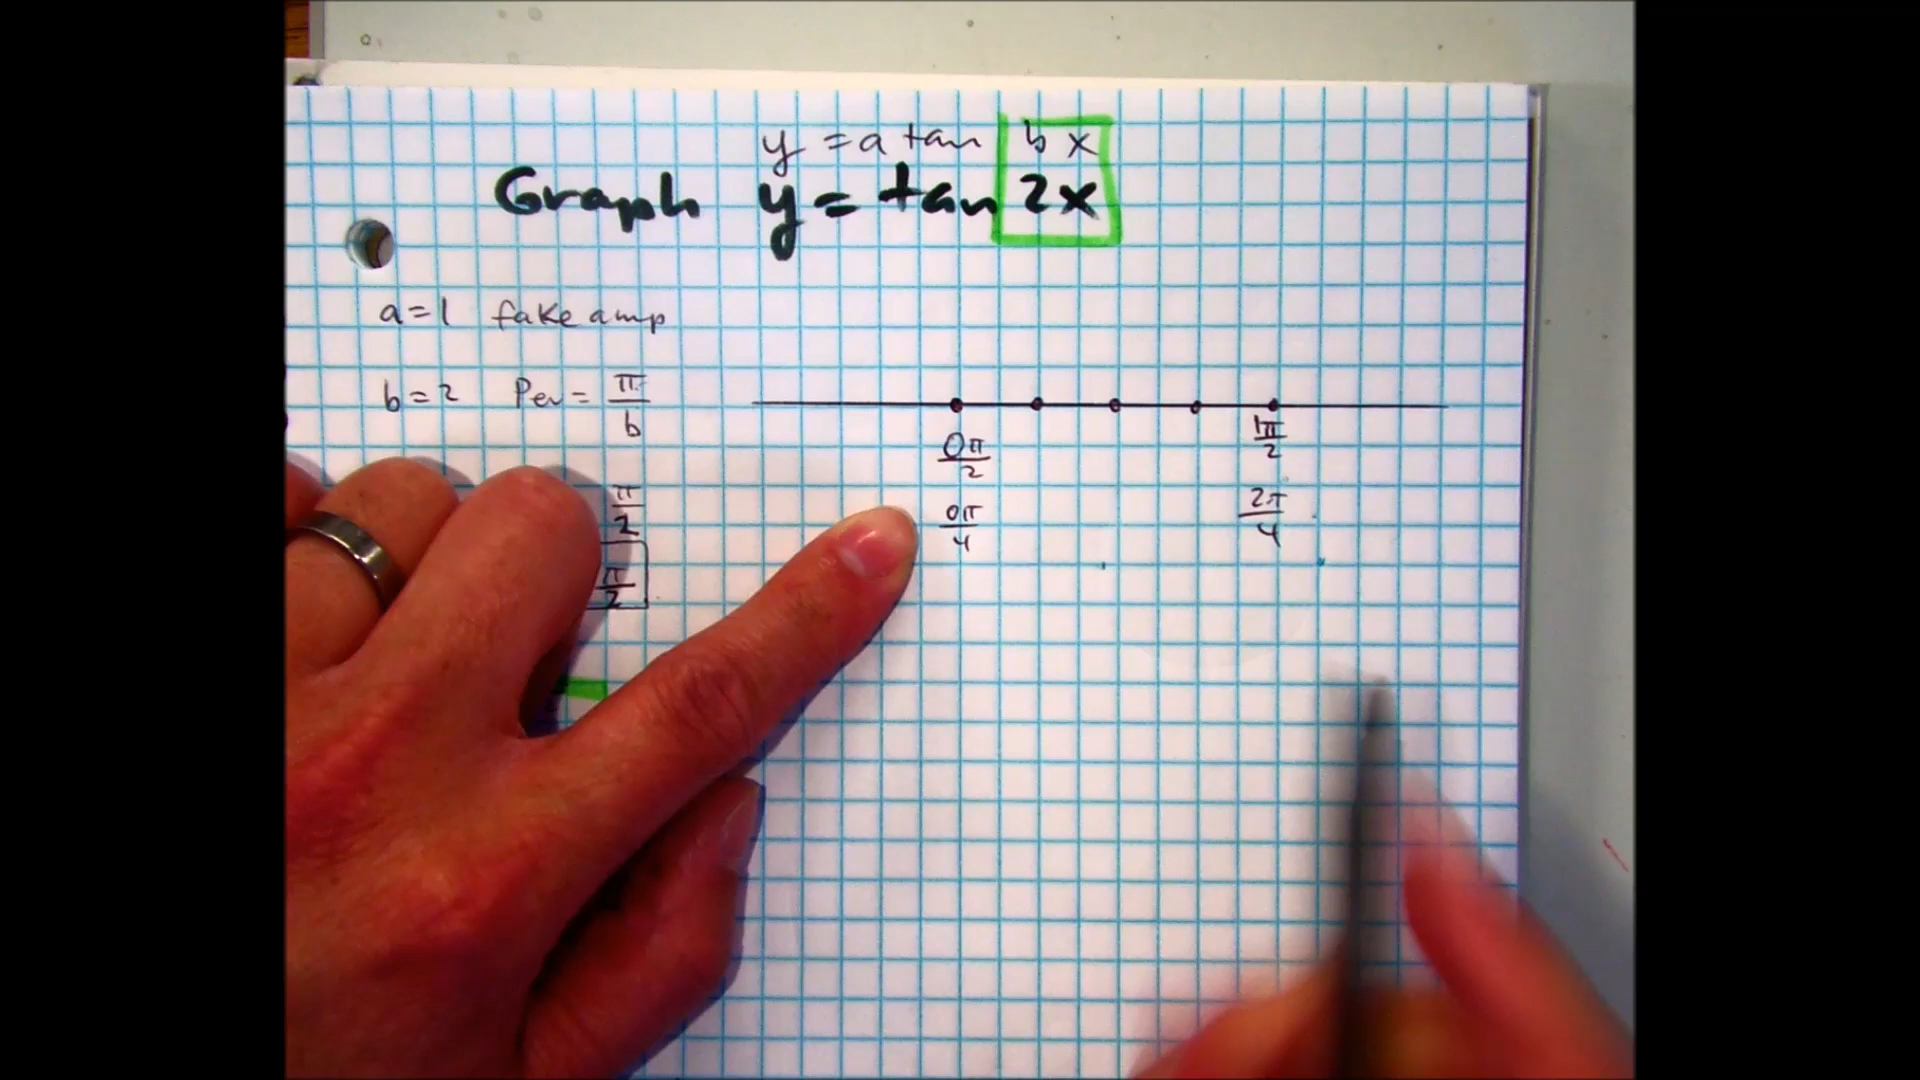 y = a tan bx
Graph y = tan 2x
a=1 fake amp
b=2 Per = π/b
π/2
π/2
0π/2 1π/2
0π/4 2π/4